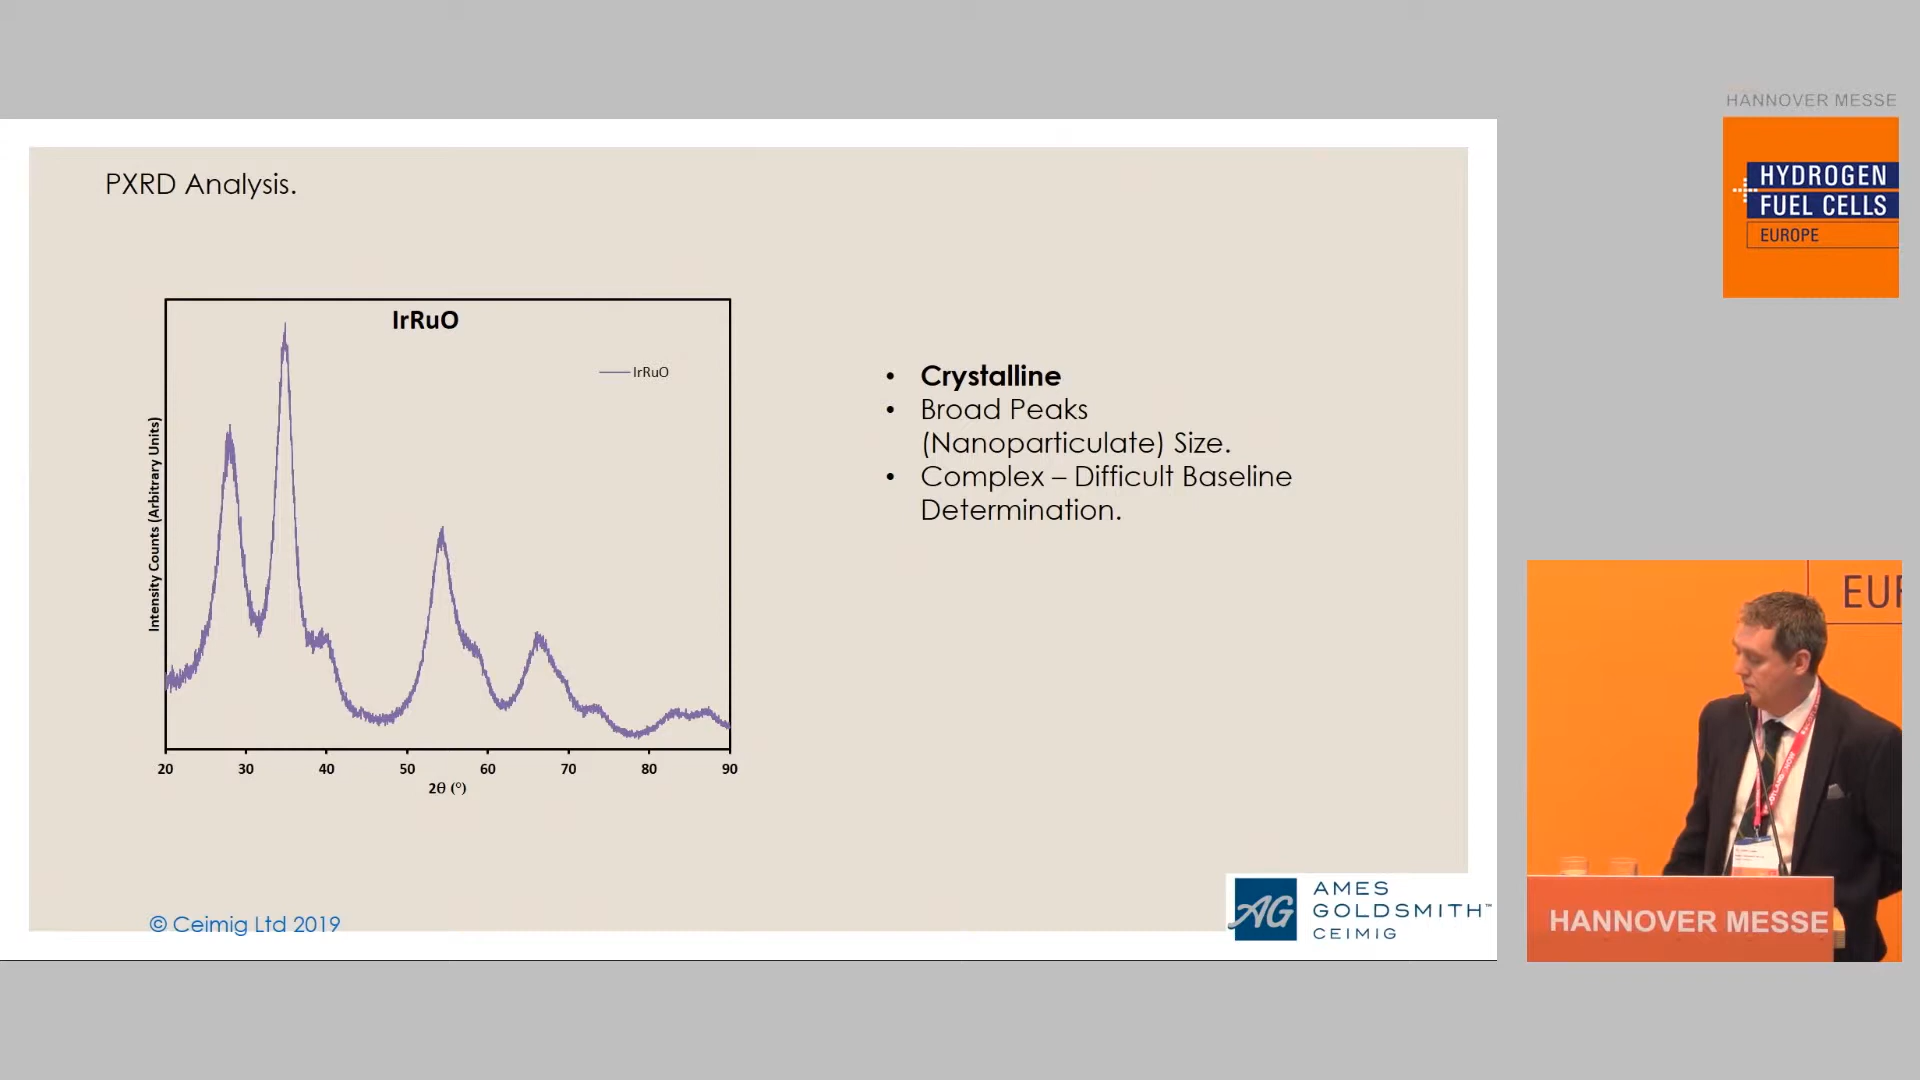 HANNOVER MESSE
HYDROGEN
FUEL CELLS
EUROPE
PXRD Analysis.
IrRuO
IrRuO
Intensity Counts (Arbitrary Units)
20 30 40 50 60 70 80 90
2θ (°)
• Crystalline
• Broad Peaks
(Nanoparticulate) Size.
• Complex – Difficult Baseline
Determination.
© Ceimig Ltd 2019
AG
AMES
GOLDSMITH™
CEIMIG
EUR
HANNOVER MESSE